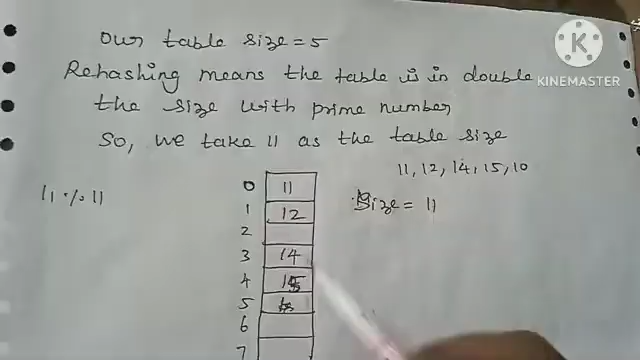 Our table size = 5
Rehashing means the table is in double
the size with prime number
So, we take 11 as the table size
11, 12, 14, 15, 10
11 % 11
Size = 11
0 11
1 12
2
3 14
4 15
5
6
7
KINEMASTER